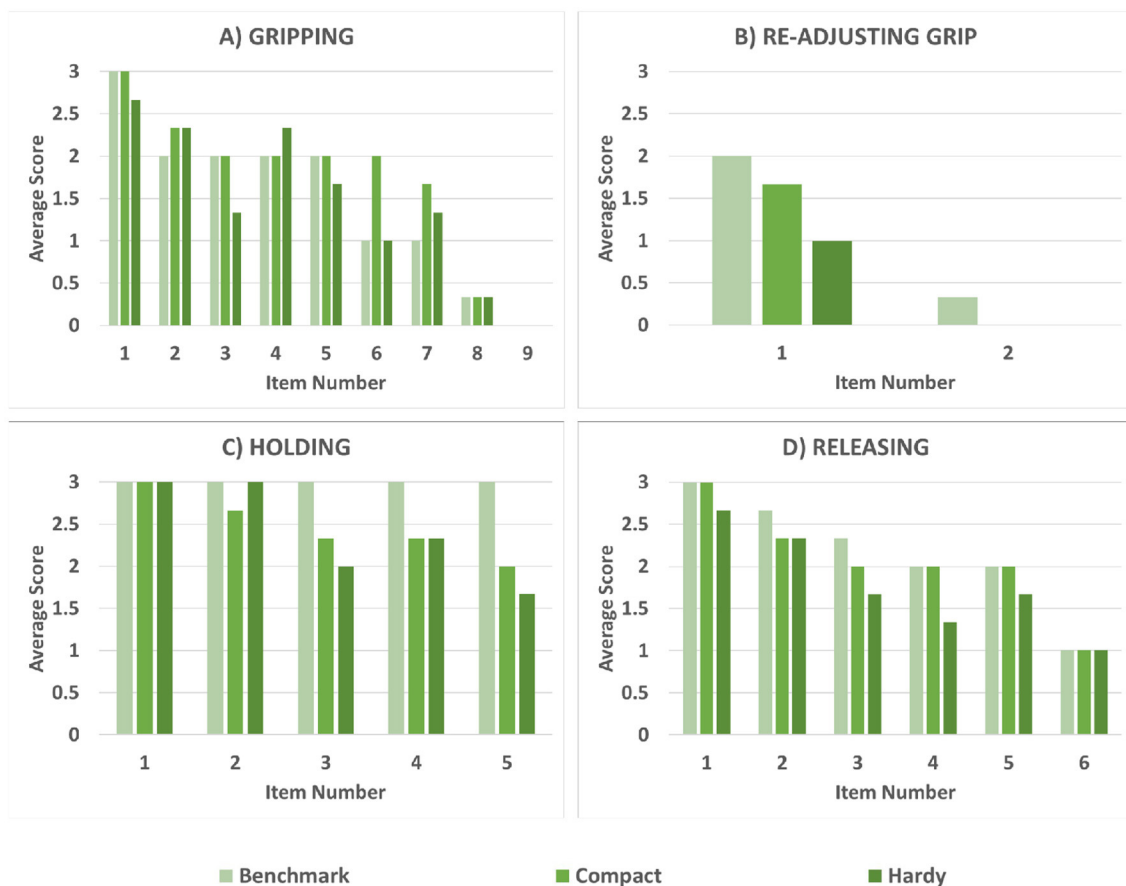 A) GRIPPING
Average Score
3
2.5
2
1.5
1
0.5
0
1 2 3 4 5 6 7 8 9
Item Number
B) RE-ADJUSTING GRIP
Average Score
3
2.5
2
1.5
1
0.5
0
1 2
Item Number
C) HOLDING
Average Score
3
2.5
2
1.5
1
0.5
0
1 2 3 4 5
Item Number
D) RELEASING
Average Score
3
2.5
2
1.5
1
0.5
0
1 2 3 4 5 6
Item Number
Benchmark Compact Hardy